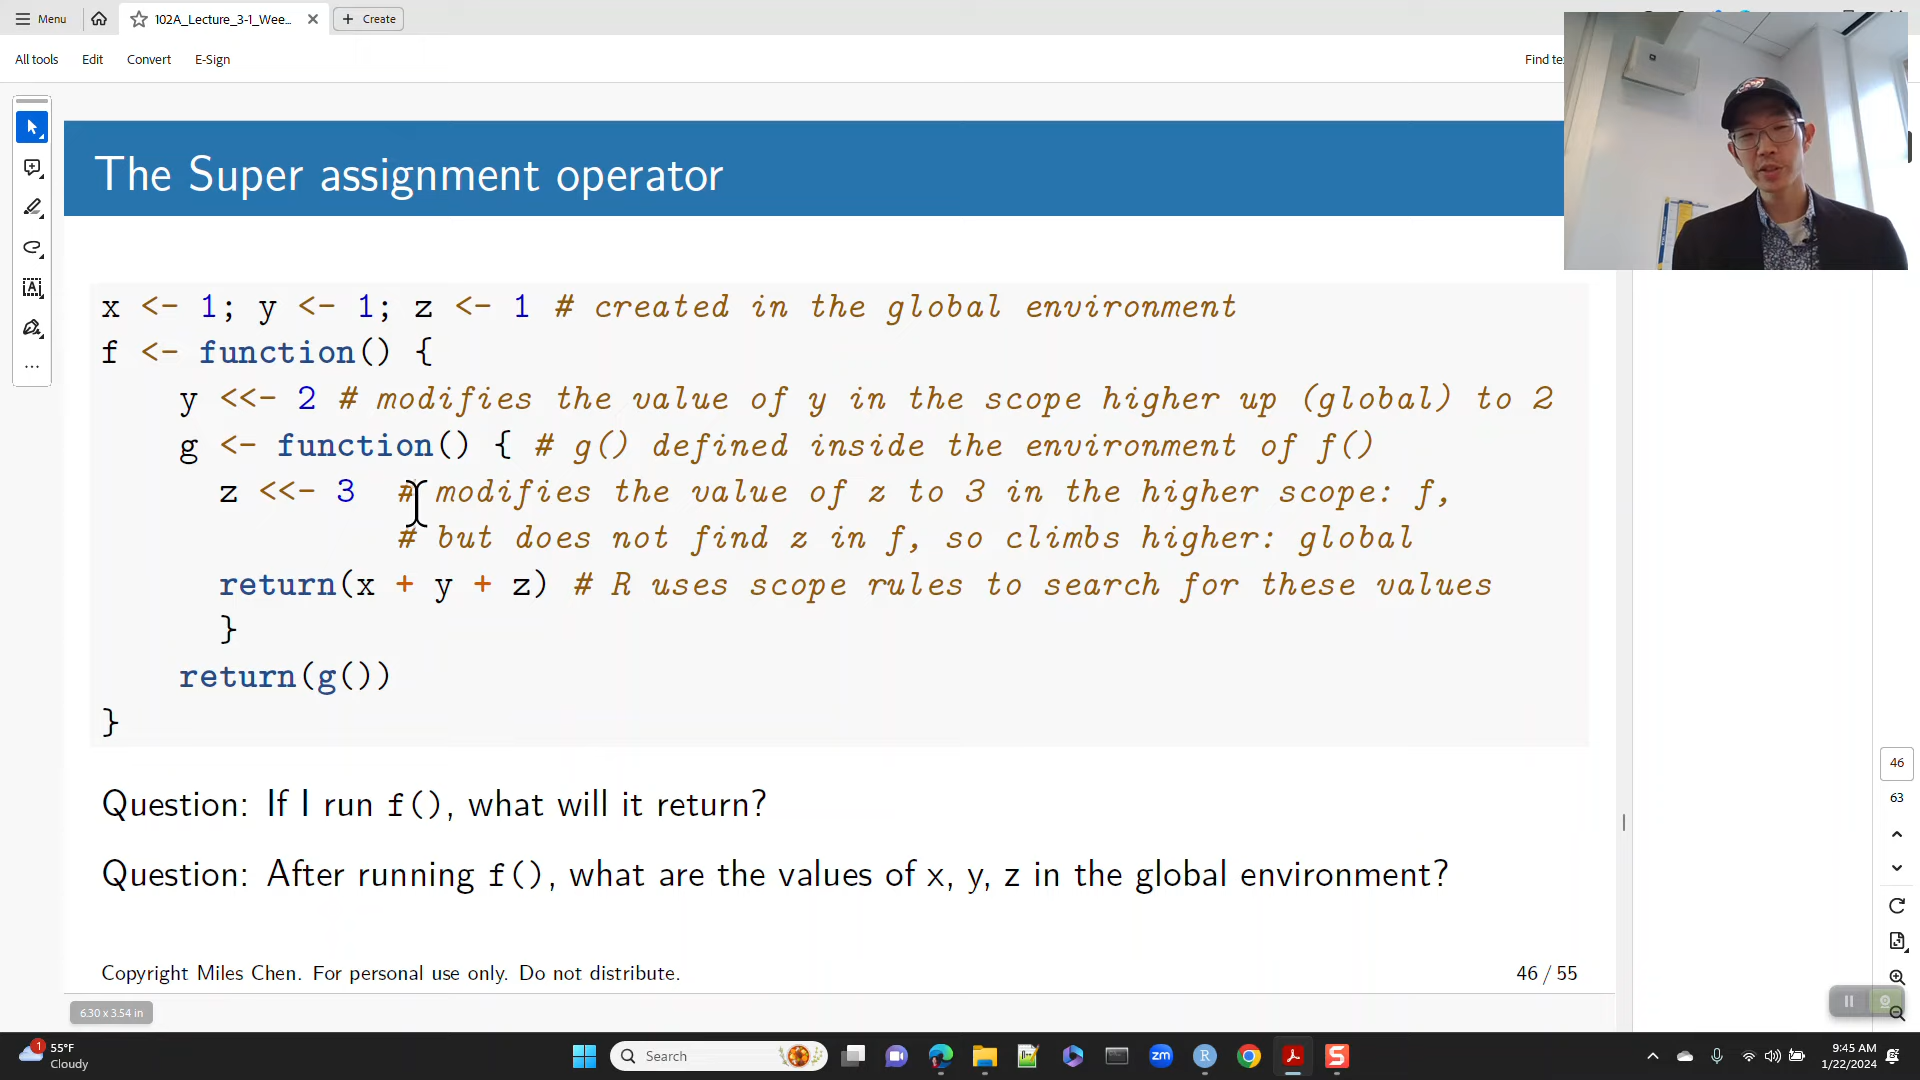 Menu
102A_Lecture_3-1_Wee...
Create
All tools
Edit
Convert
E-Sign
Find te
The Super assignment operator
x <- 1; y <- 1; z <- 1 # created in the global environment
f <- function() {
y <<- 2 # modifies the value of y in the scope higher up (global) to 2
g <- function() { # g() defined inside the environment of f()
z <<- 3 # modifies the value of z to 3 in the higher scope: f,
# but does not find z in f, so climbs higher: global
return(x + y + z) # R uses scope rules to search for these values
}
return(g())
}
Question: If I run f(), what will it return?
Question: After running f(), what are the values of x, y, z in the global environment?
Copyright Miles Chen. For personal use only. Do not distribute.
46 / 55
46
63
6.30 x 3.54 in
1
55°F
Cloudy
Search
zm
R
S
9:45 AM
1/22/2024